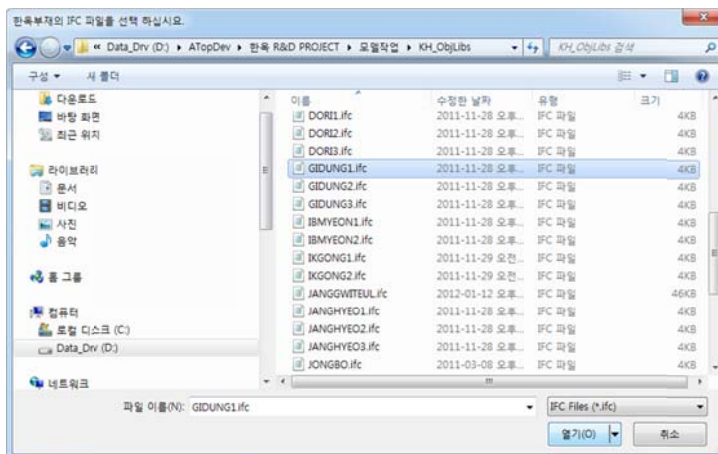 한옥부재의 IFC 파일을 선택 하십시요.
« Data_Drv (D:) ▸ ATopDev ▸ 한옥 R&D PROJECT ▸ 모델작업 ▸ KH_ObjLibs
KH_ObjLibs 검색
구성 새 폴더
다운로드
바탕 화면
최근 위치
라이브러리
문서
비디오
사진
음악
홈 그룹
컴퓨터
로컬 디스크 (C:)
Data_Drv (D:)
네트워크
이름 수정한 날짜 유형 크기
DORI1.ifc 2011-11-28 오후... IFC 파일 4KB
DORI2.ifc 2011-11-28 오후... IFC 파일 4KB
DORI3.ifc 2011-11-28 오후... IFC 파일 4KB
GIDUNG1.ifc 2011-11-28 오후... IFC 파일 4KB
GIDUNG2.ifc 2011-11-28 오후... IFC 파일 4KB
GIDUNG3.ifc 2011-11-28 오후... IFC 파일 4KB
IBMYEON1.ifc 2011-11-28 오후... IFC 파일 4KB
IBMYEON2.ifc 2011-11-28 오후... IFC 파일 4KB
IKGONG1.ifc 2011-11-29 오전... IFC 파일 4KB
IKGONG2.ifc 2011-11-29 오전... IFC 파일 4KB
JANGGWITEUL.ifc 2012-01-12 오후... IFC 파일 46KB
JANGHYEO1.ifc 2011-11-28 오후... IFC 파일 4KB
JANGHYEO2.ifc 2011-11-28 오후... IFC 파일 4KB
JANGHYEO3.ifc 2011-11-28 오후... IFC 파일 4KB
JONGBO.ifc 2011-03-08 오후... IFC 파일 4KB
파일 이름(N): GIDUNG1.ifc
IFC Files (*.ifc)
열기(O) 취소